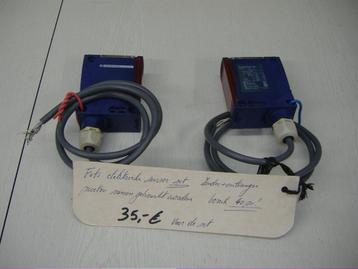 Foto elektrische sensor set Zender-ontvanger
moeten samen gebruikt worden
35,-€ Voor de set